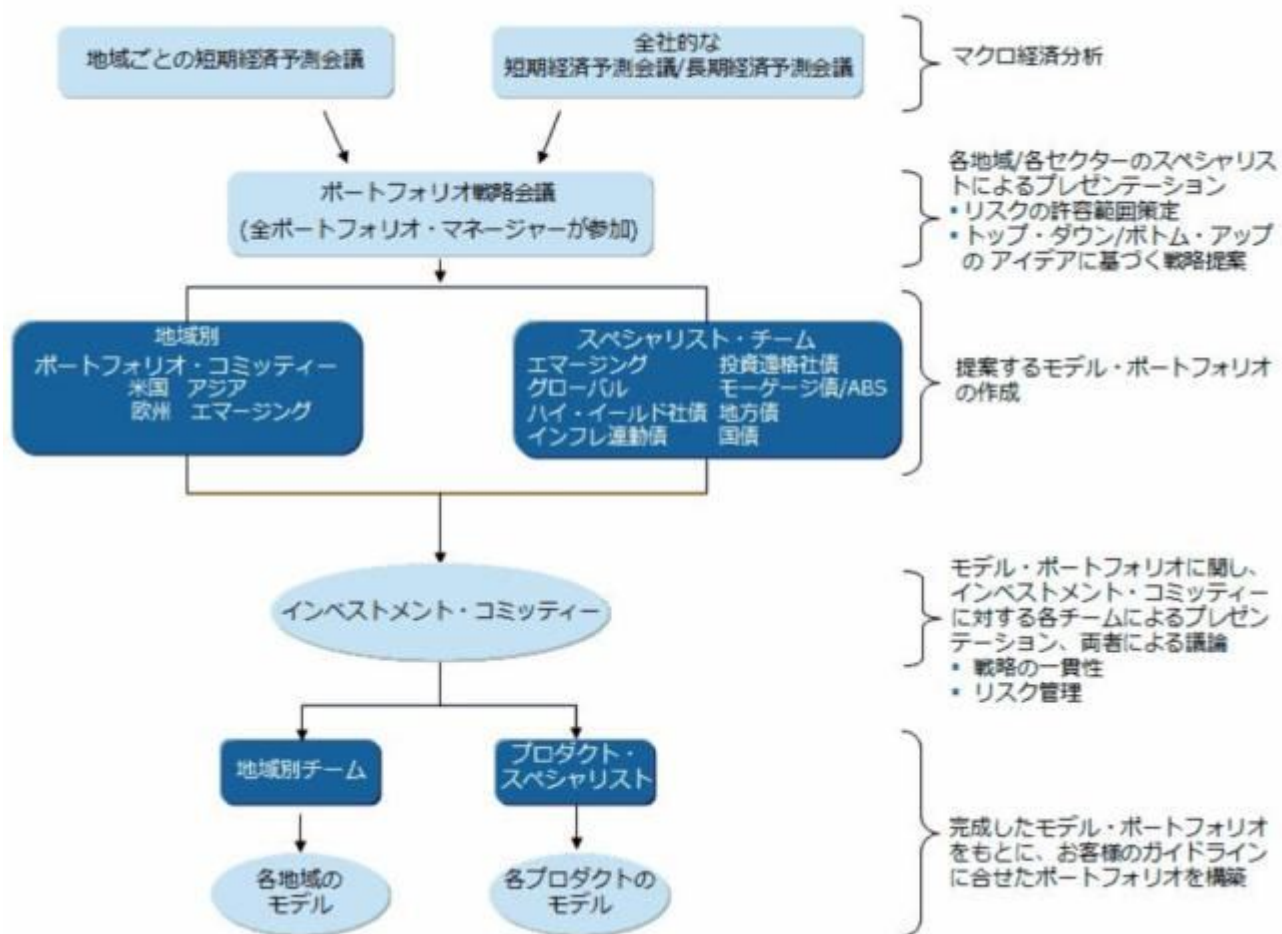 地域ごとの短期経済予測会議
全社的な
短期経済予測会議/長期経済予測会議
マクロ経済分析
ポートフォリオ戦略会議
(全ポートフォリオ・マネージャーが参加)
各地域/各セクターのスペシャリス
トによるプレゼンテーション
▪ リスクの許容範囲策定
▪ トップ・ダウン/ボトム・アップ
の アイデアに基づく戦略提案
地域別
ポートフォリオ・コミッティー
米国 アジア
欧州 エマージング
スペシャリスト・チーム
エマージング 投資適格社債
グローバル モーゲージ債/ABS
ハイ・イールド社債 地方債
インフレ連動債 国債
提案するモデル・ポートフォリオ
の作成
インベストメント・コミッティー
モデル・ポートフォリオに関し、
インベストメント・コミッティー
に対する各チームによるプレゼン
テーション、両者による議論
▪ 戦略の一貫性
▪ リスク管理
地域別チーム
プロダクト・
スペシャリスト
各地域の
モデル
各プロダクトの
モデル
完成したモデル・ポートフォリオ
をもとに、お客様のガイドライン
に合せたポートフォリオを構築